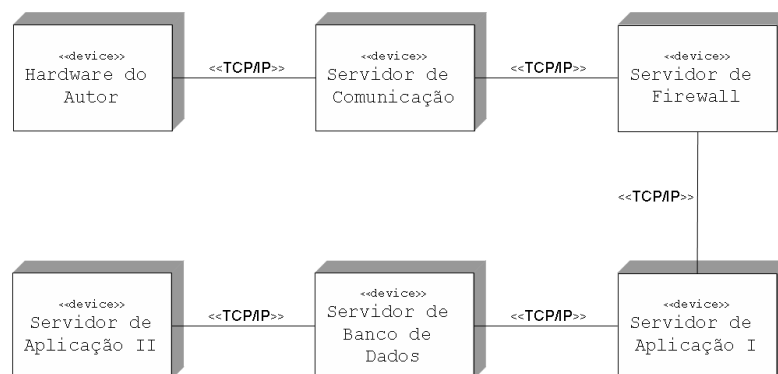 <<device>>
Hardware do
Autor
<<TCP/IP>>
<<device>>
Servidor de
Comunicação
<<TCP/IP>>
<<device>>
Servidor de
Firewall
<<TCP/IP>>
<<device>>
Servidor de
Aplicação II
<<TCP/IP>>
<<device>>
Servidor de
Banco de
Dados
<<TCP/IP>>
<<device>>
Servidor de
Aplicação I